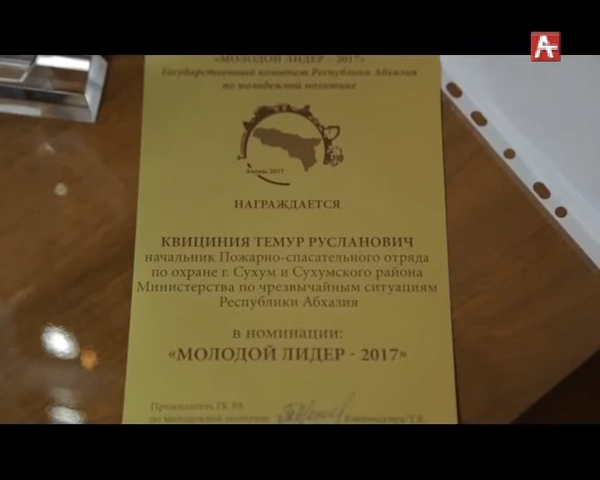 «МОЛОДОЙ ЛИДЕР – 2017»
Государственный комитет Республики Абхазия
по молодежной политике
2017
НАГРАЖДАЕТСЯ
КВИЦИНИЯ ТЕМУР РУСЛАНОВИЧ
начальник Пожарно-спасательного отряда
по охране г. Сухум и Сухумского района
Министерства по чрезвычайным ситуациям
Республики Абхазия
в номинации:
«МОЛОДОЙ ЛИДЕР - 2017»
Председатель ГК РА
по молодежной политике